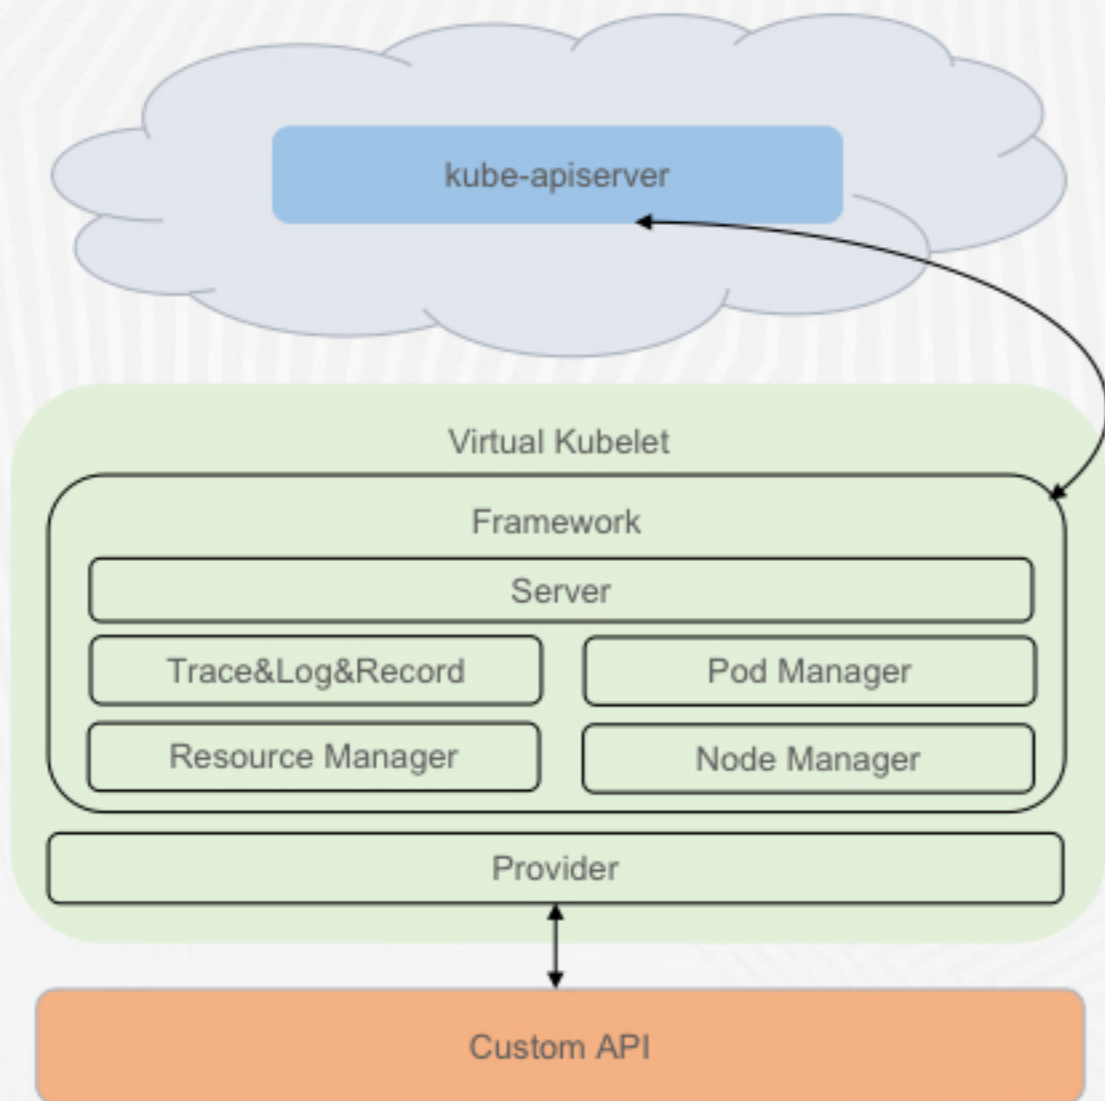 kube-apiserver
Virtual Kubelet
Framework
Server
Trace&Log&Record
Pod Manager
Resource Manager
Node Manager
Provider
Custom API